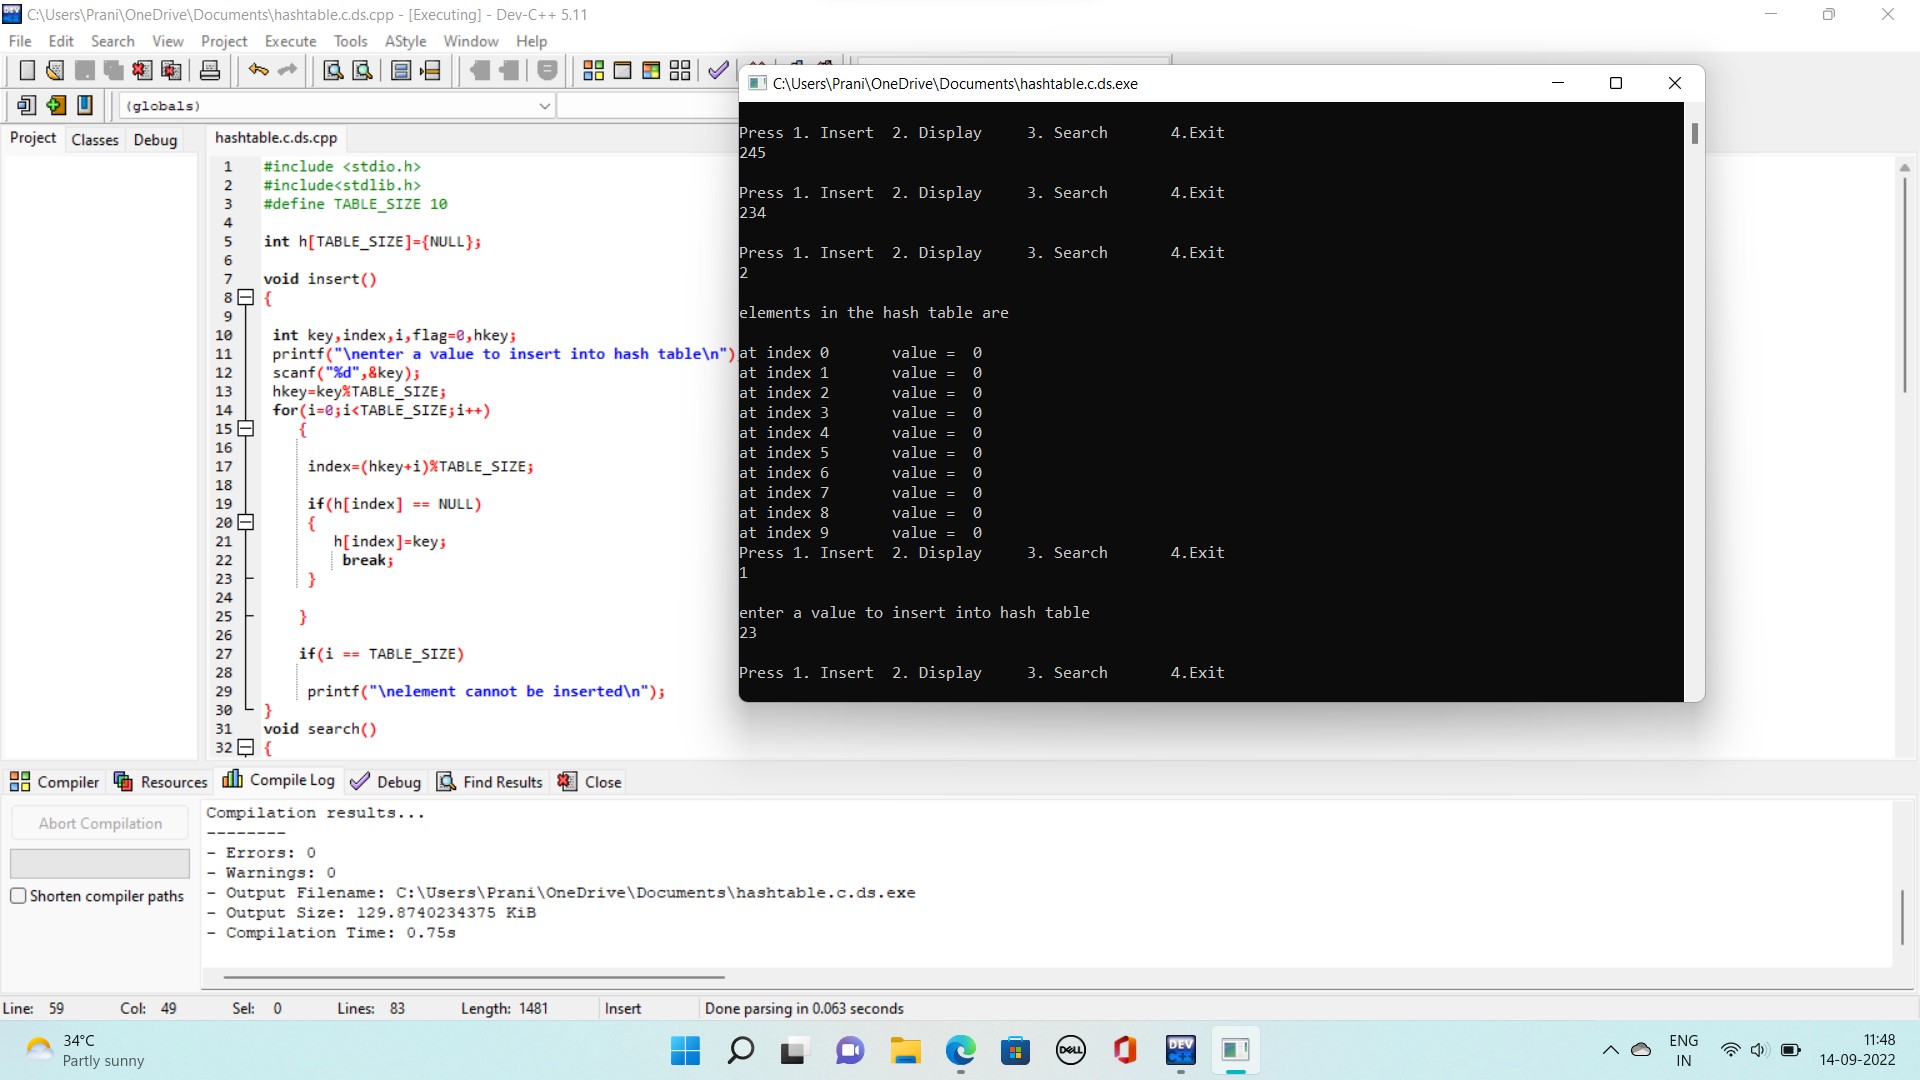 C:\Users\Prani\OneDrive\Documents\hashtable.c.ds.cpp - [Executing] - Dev-C++ 5.11
File Edit Search View Project Execute Tools AStyle Window Help
(globals)
Project Classes Debug
hashtable.c.ds.cpp
1 #include <stdio.h>
2 #include<stdlib.h>
3 #define TABLE_SIZE 10
4
5 int h[TABLE_SIZE]={NULL};
6
7 void insert()
8 {
9
10 int key,index,i,flag=0,hkey;
11 printf("\nenter a value to insert into hash table\n")
12 scanf("%d",&key);
13 hkey=key%TABLE_SIZE;
14 for(i=0;i<TABLE_SIZE;i++)
15 {
16
17 index=(hkey+i)%TABLE_SIZE;
18
19 if(h[index] == NULL)
20 {
21 h[index]=key;
22 break;
23 }
24
25 }
26
27 if(i == TABLE_SIZE)
28
29 printf("\nelement cannot be inserted\n");
30 }
31 void search()
32 {
C:\Users\Prani\OneDrive\Documents\hashtable.c.ds.exe
Press 1. Insert 2. Display 3. Search 4.Exit
245
Press 1. Insert 2. Display 3. Search 4.Exit
234
Press 1. Insert 2. Display 3. Search 4.Exit
2
elements in the hash table are
at index 0 value = 0
at index 1 value = 0
at index 2 value = 0
at index 3 value = 0
at index 4 value = 0
at index 5 value = 0
at index 6 value = 0
at index 7 value = 0
at index 8 value = 0
at index 9 value = 0
Press 1. Insert 2. Display 3. Search 4.Exit
1
enter a value to insert into hash table
23
Press 1. Insert 2. Display 3. Search 4.Exit
Compiler Resources Compile Log Debug Find Results Close
Abort Compilation
Shorten compiler paths
Compilation results...
--------
- Errors: 0
- Warnings: 0
- Output Filename: C:\Users\Prani\OneDrive\Documents\hashtable.c.ds.exe
- Output Size: 129.8740234375 KiB
- Compilation Time: 0.75s
Line: 59 Col: 49 Sel: 0 Lines: 83 Length: 1481 Insert Done parsing in 0.063 seconds
34°C
Partly sunny
DELL
DEV
C++
ENG
IN
11:48
14-09-2022